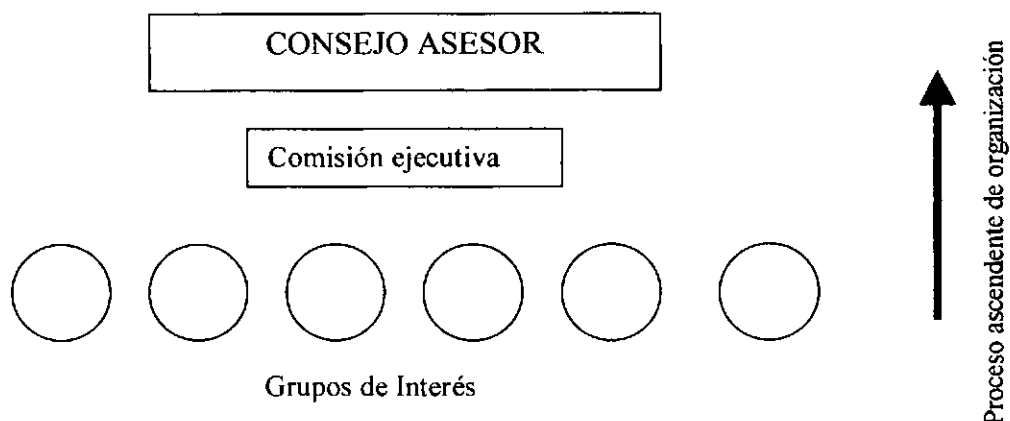 CONSEJO ASESOR
Comisión ejecutiva
Grupos de Interés
Proceso ascendente de organización